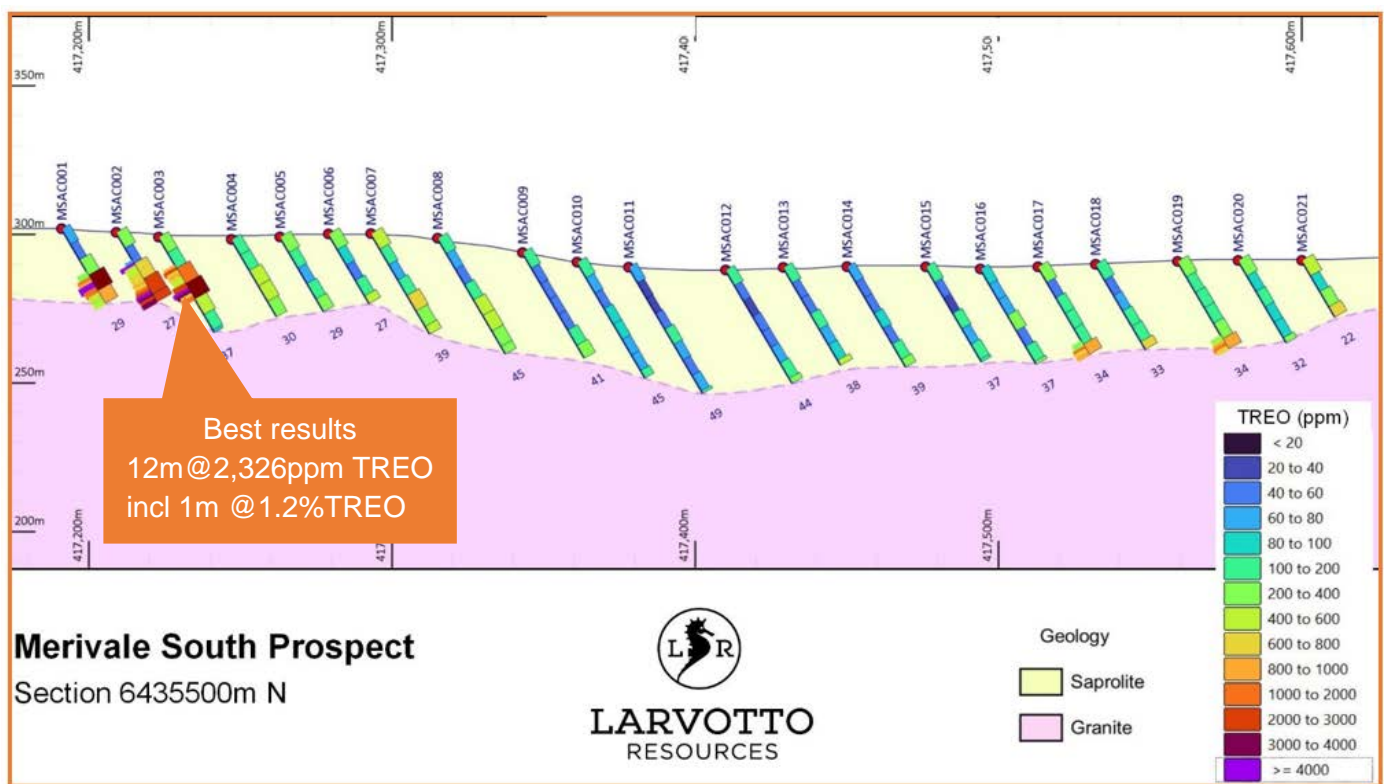 417,200m
417,300m
417,40
417,50
417,600m
350m
300m
250m
200m
MSAC001
MSAC002
MSAC003
MSAC004
MSAC005
MSAC006
MSAC007
MSAC008
MSAC009
MSAC010
MSAC011
MSAC012
MSAC013
MSAC014
MSAC015
MSAC016
MSAC017
MSAC018
MSAC019
MSAC020
MSAC021
29
27
37
30
29
27
39
45
41
45
49
44
38
39
37
37
34
33
34
32
22
Best results
12m@2,326ppm TREO
incl 1m @1.2%TREO
417,200m
417,
417,400m
417,500m
TREO (ppm)
< 20
20 to 40
40 to 60
60 to 80
80 to 100
100 to 200
200 to 400
400 to 600
600 to 800
800 to 1000
1000 to 2000
2000 to 3000
3000 to 4000
>= 4000
Merivale South Prospect
Section 6435500m N
L R
LARVOTTO
RESOURCES
Geology
Saprolite
Granite